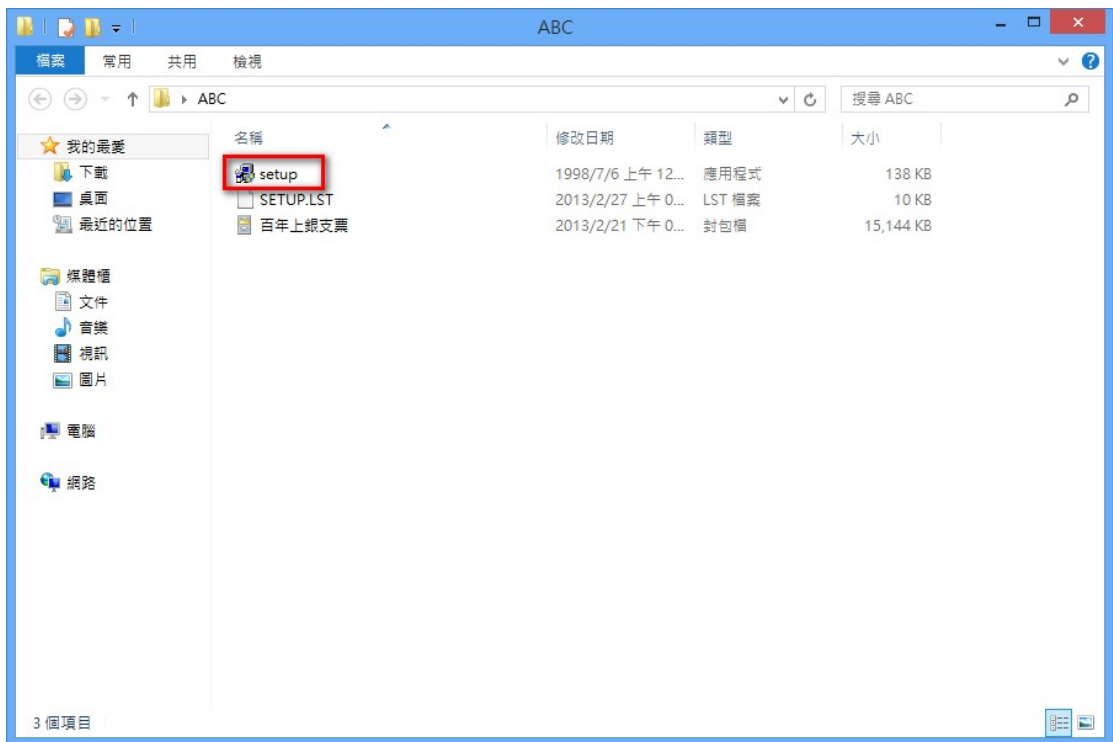 ABC
檔案 常用 共用 檢視
ABC
搜尋 ABC
名稱 修改日期 類型 大小
我的最愛
下載
桌面
最近的位置
媒體櫃
文件
音樂
視訊
圖片
電腦
網路
setup 1998/7/6 上午 12... 應用程式 138 KB
SETUP.LST 2013/2/27 上午 0... LST 檔案 10 KB
百年上銀支票 2013/2/21 下午 0... 封包檔 15,144 KB
3 個項目